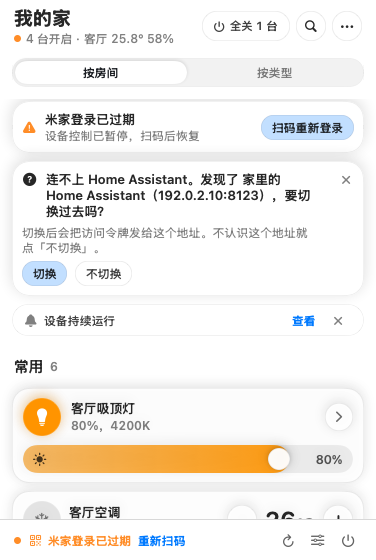 我的家
4 台开启 · 客厅 25.8° 58%
全关 1 台
按房间
按类型
米家登录已过期
设备控制已暂停，扫码后恢复
扫码重新登录
连不上 Home Assistant。发现了 家里的
Home Assistant（192.0.2.10:8123），要切
换过去吗？
切换后会把访问令牌发给这个地址。不认识这个地址就
点「不切换」。
切换
不切换
设备持续运行
查看
常用 6
客厅吸顶灯
80%，4200K
80%
客厅空调
米家登录已过期 重新扫码